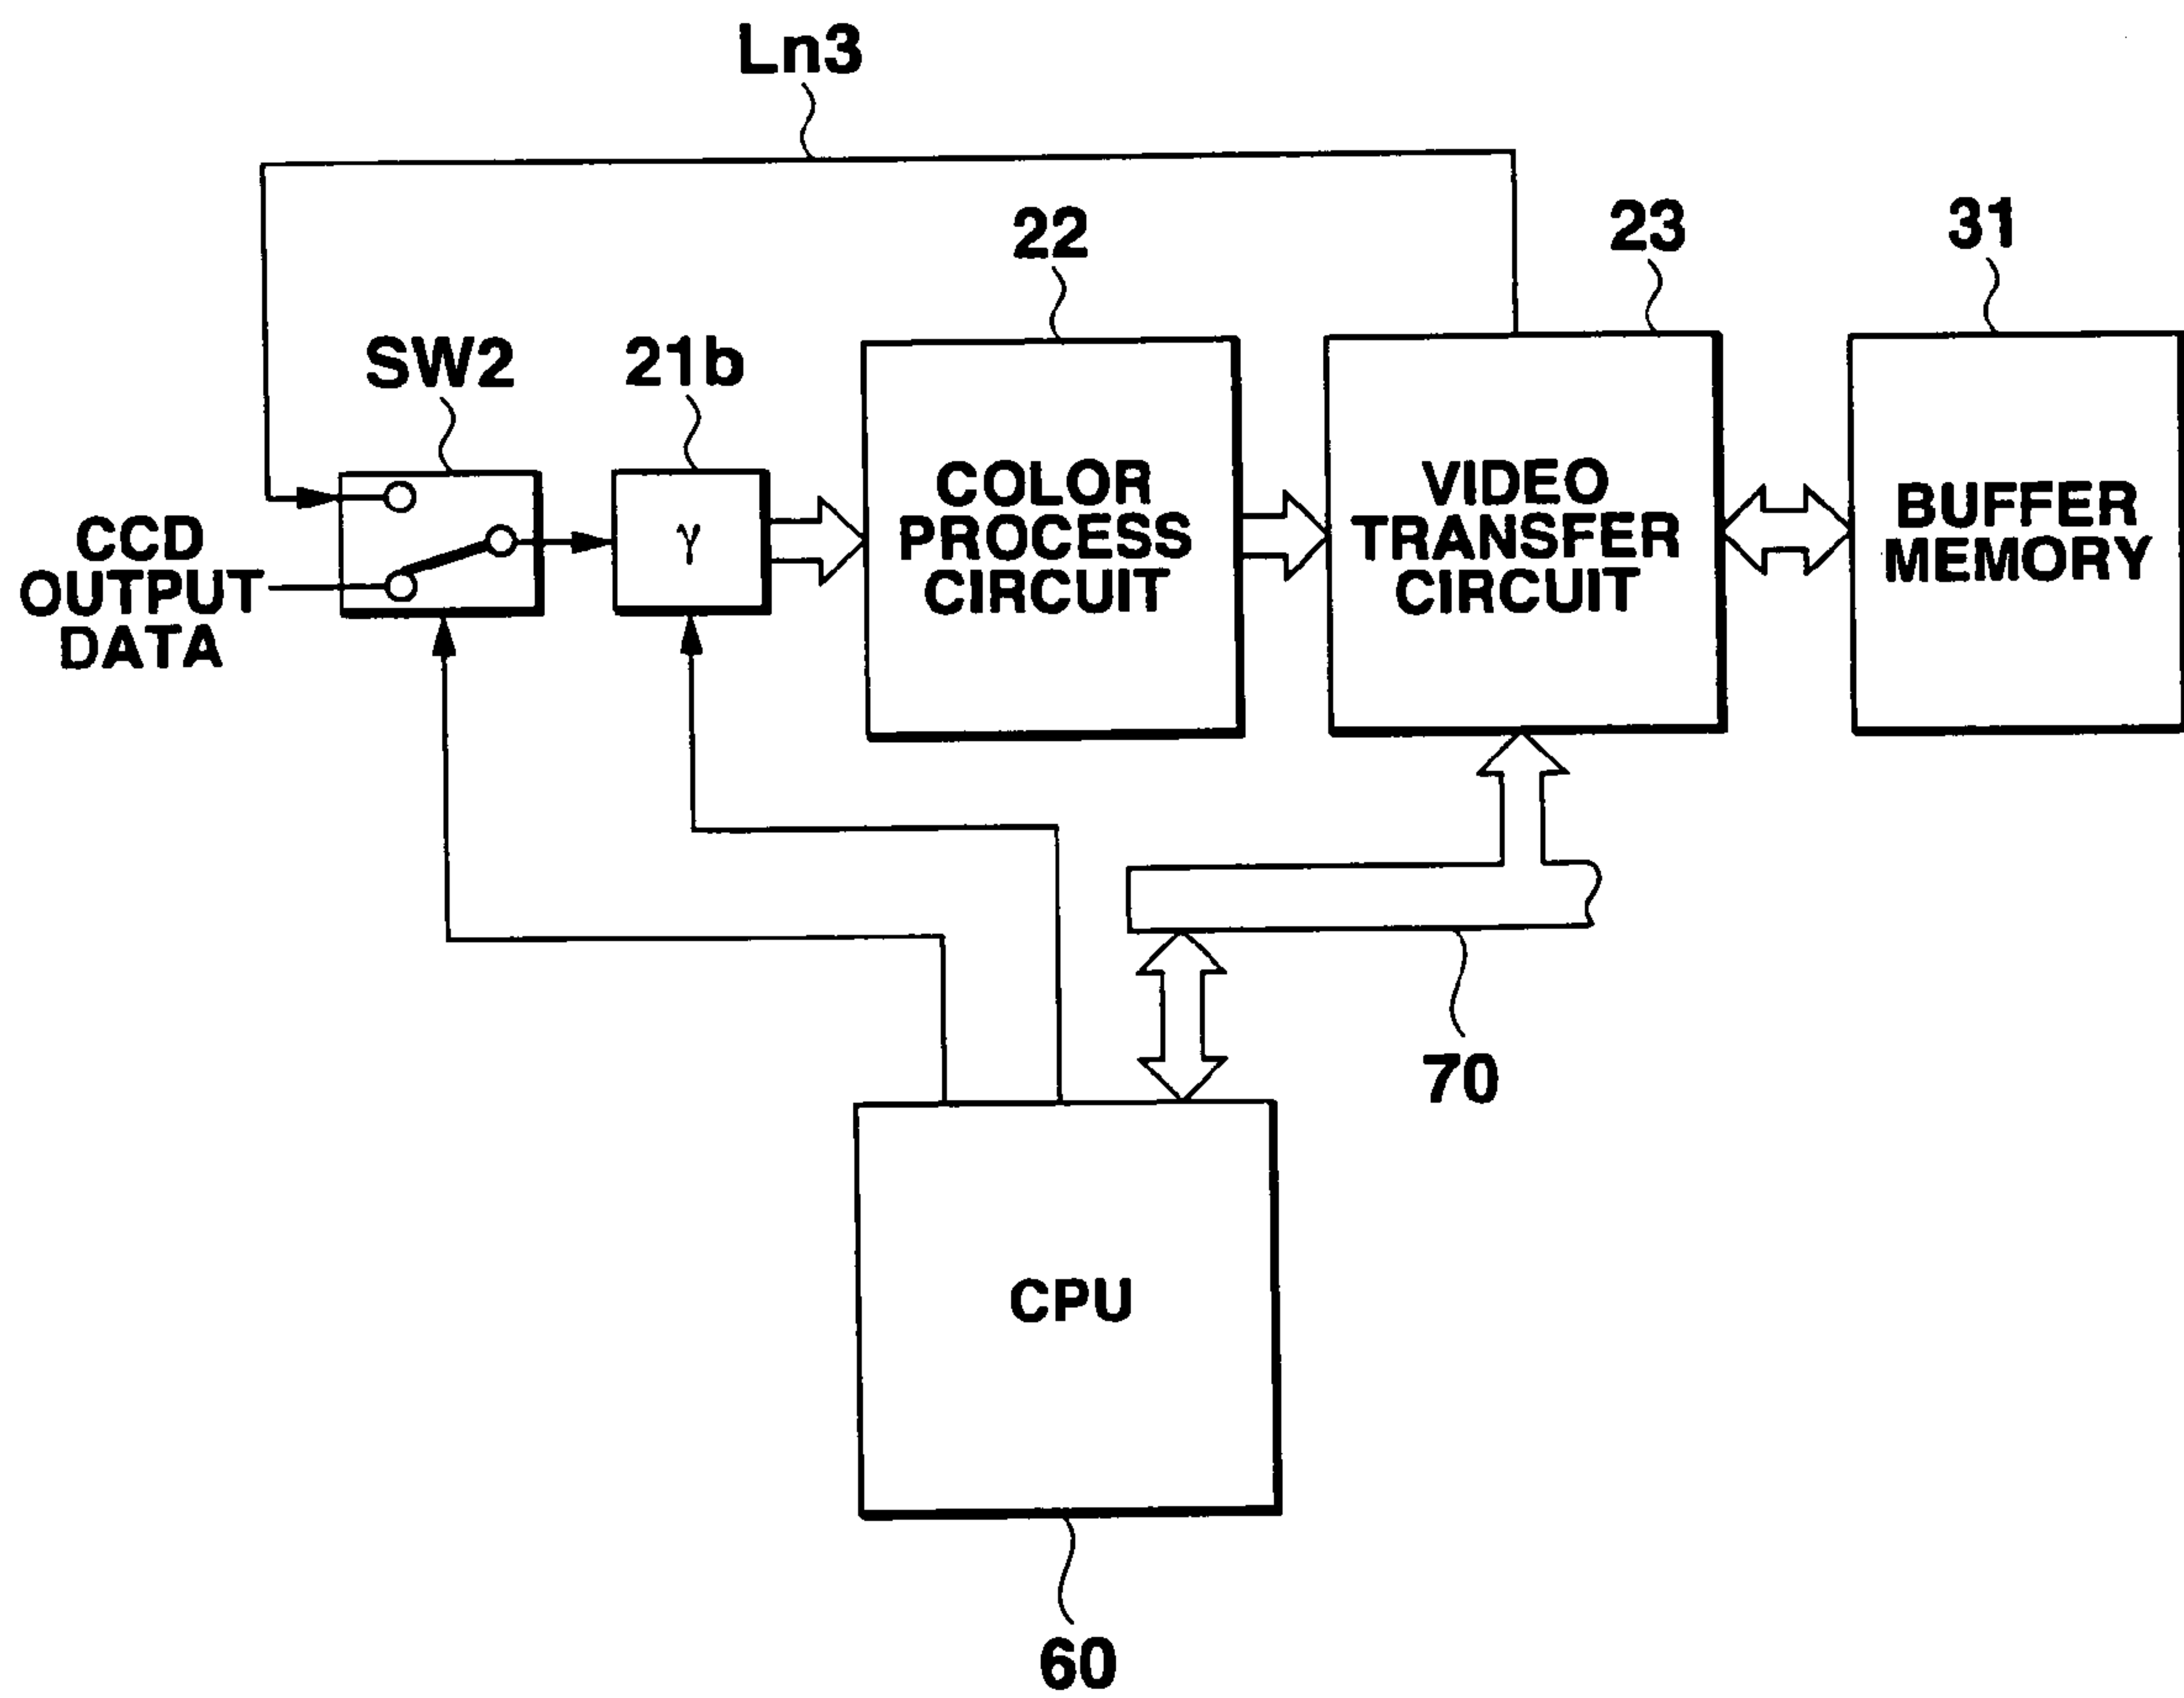 Ln3
22
23
31
SW2
21b
CCD
OUTPUT
DATA
γ
COLOR
PROCESS
CIRCUIT
VIDEO
TRANSFER
CIRCUIT
BUFFER
MEMORY
70
CPU
60